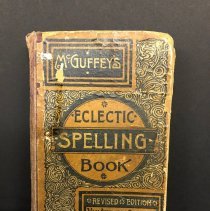 McGUFFEY'S
ECLECTIC
SPELLING
BOOK
REVISED EDITION